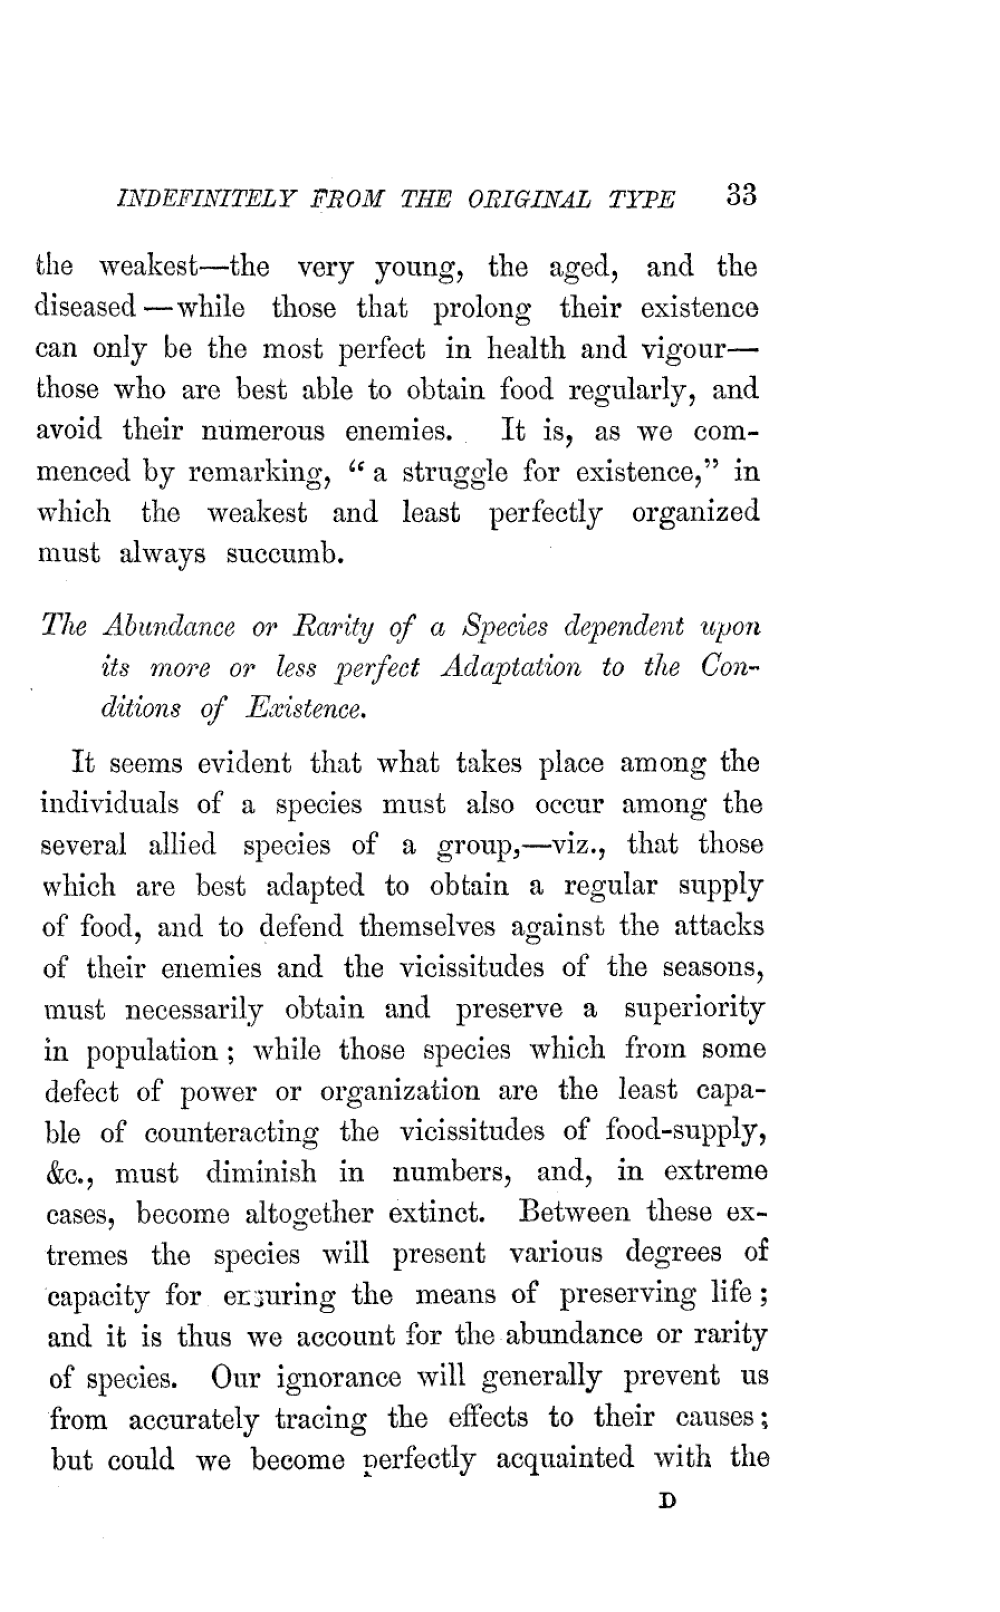 INDEFINITELY FROM THE ORIGINAL TYPE 33
the weakest—the very young, the aged, and the
diseased—while those that prolong their existence
can only be the most perfect in health and vigour—
those who are best able to obtain food regularly, and
avoid their numerous enemies. It is, as we com-
menced by remarking, “a struggle for existence,” in
which the weakest and least perfectly organized
must always succumb.
The Abundance or Rarity of a Species dependent upon
its more or less perfect Adaptation to the Con-
ditions of Existence.
It seems evident that what takes place among the
individuals of a species must also occur among the
several allied species of a group,—viz., that those
which are best adapted to obtain a regular supply
of food, and to defend themselves against the attacks
of their enemies and the vicissitudes of the seasons,
must necessarily obtain and preserve a superiority
in population; while those species which from some
defect of power or organization are the least capa-
ble of counteracting the vicissitudes of food-supply,
&c., must diminish in numbers, and, in extreme
cases, become altogether extinct. Between these ex-
tremes the species will present various degrees of
capacity for ensuring the means of preserving life;
and it is thus we account for the abundance or rarity
of species. Our ignorance will generally prevent us
from accurately tracing the effects to their causes;
but could we become perfectly acquainted with the
D